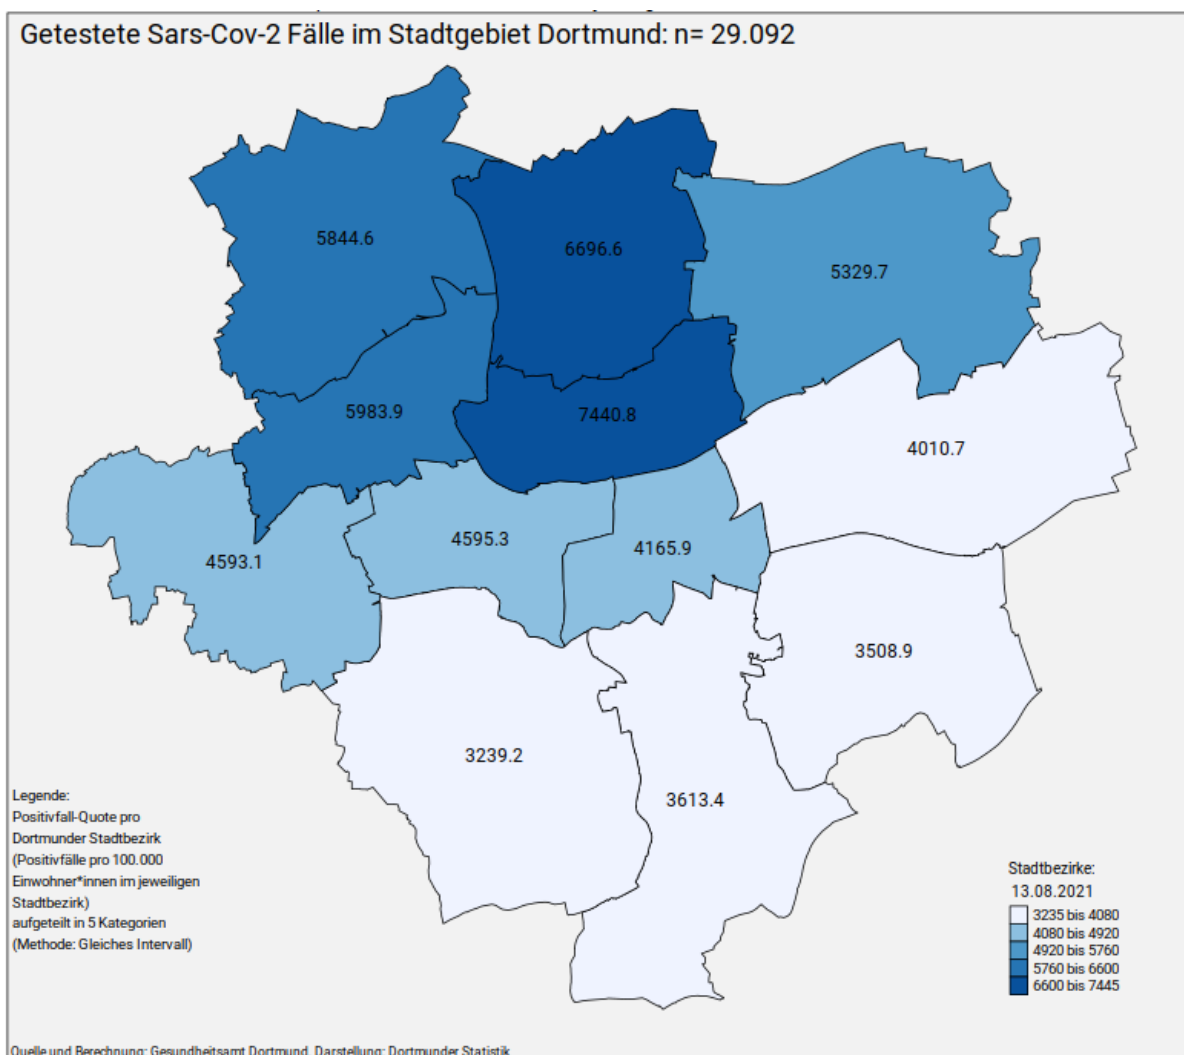 Getestete Sars-Cov-2 Fälle im Stadtgebiet Dortmund: n= 29.092
5844.6
6696.6
5329.7
5983.9
7440.8
4010.7
4593.1
4595.3
4165.9
3508.9
3239.2
3613.4
Legende:
Positivfall-Quote pro
Dortmunder Stadtbezirk
(Positivfälle pro 100.000
Einwohner*innen im jeweiligen
Stadtbezirk)
aufgeteilt in 5 Kategorien
(Methode: Gleiches Intervall)
Stadtbezirke:
13.08.2021
3235 bis 4080
4080 bis 4920
4920 bis 5760
5760 bis 6600
6600 bis 7445
Quelle und Berechnung: Gesundheitsamt Dortmund, Darstellung: Dortmunder Statistik